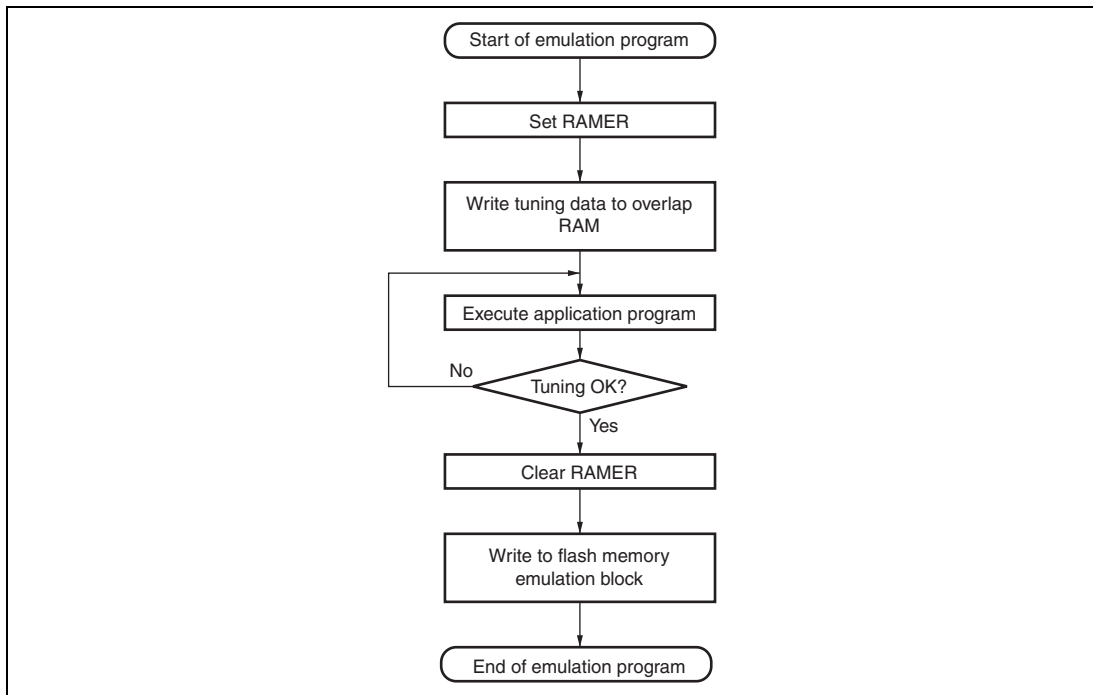 Start of emulation program
Set RAMER
Write tuning data to overlap
RAM
Execute application program
No
Tuning OK?
Yes
Clear RAMER
Write to flash memory
emulation block
End of emulation program